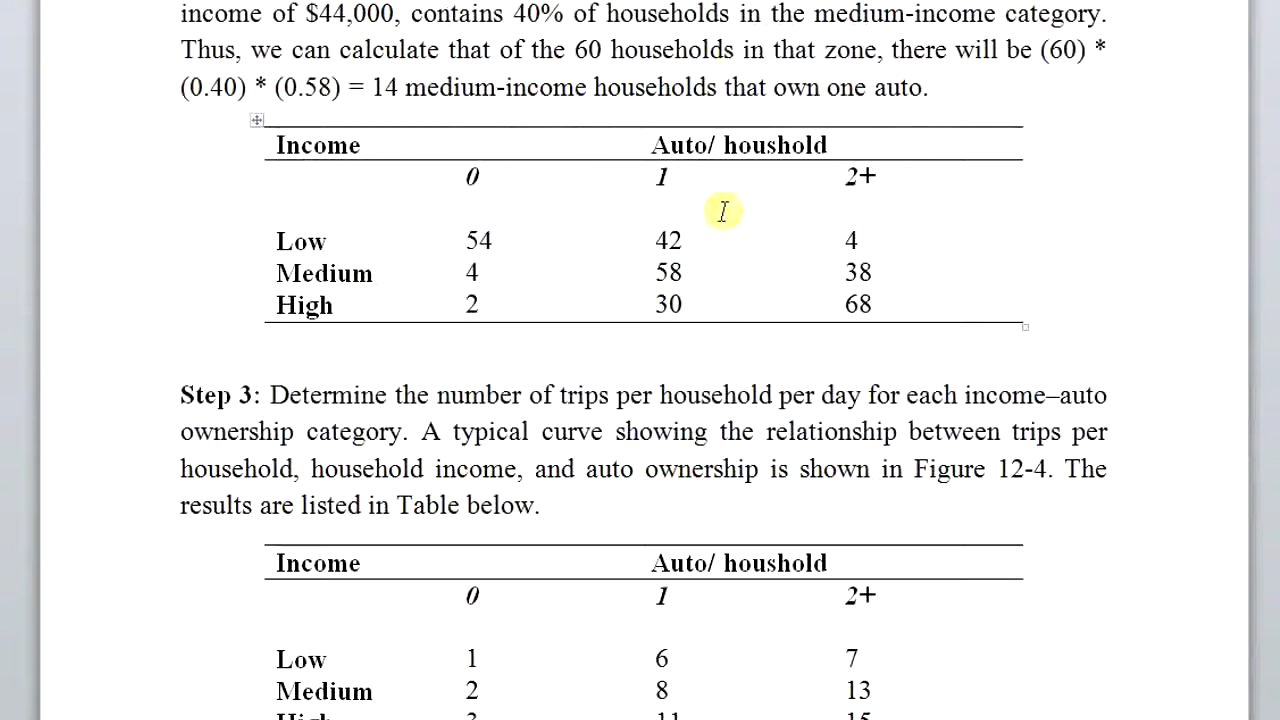 income of $44,000, contains 40% of households in the medium-income category.
Thus, we can calculate that of the 60 households in that zone, there will be (60) *
(0.40) * (0.58) = 14 medium-income households that own one auto.
Income Auto/ houshold
0 1 2+
Low 54 42 4
Medium 4 58 38
High 2 30 68
Step 3: Determine the number of trips per household per day for each income–auto
ownership category. A typical curve showing the relationship between trips per
household, household income, and auto ownership is shown in Figure 12-4. The
results are listed in Table below.
Income Auto/ houshold
0 1 2+
Low 1 6 7
Medium 2 8 13
High 3 11 15